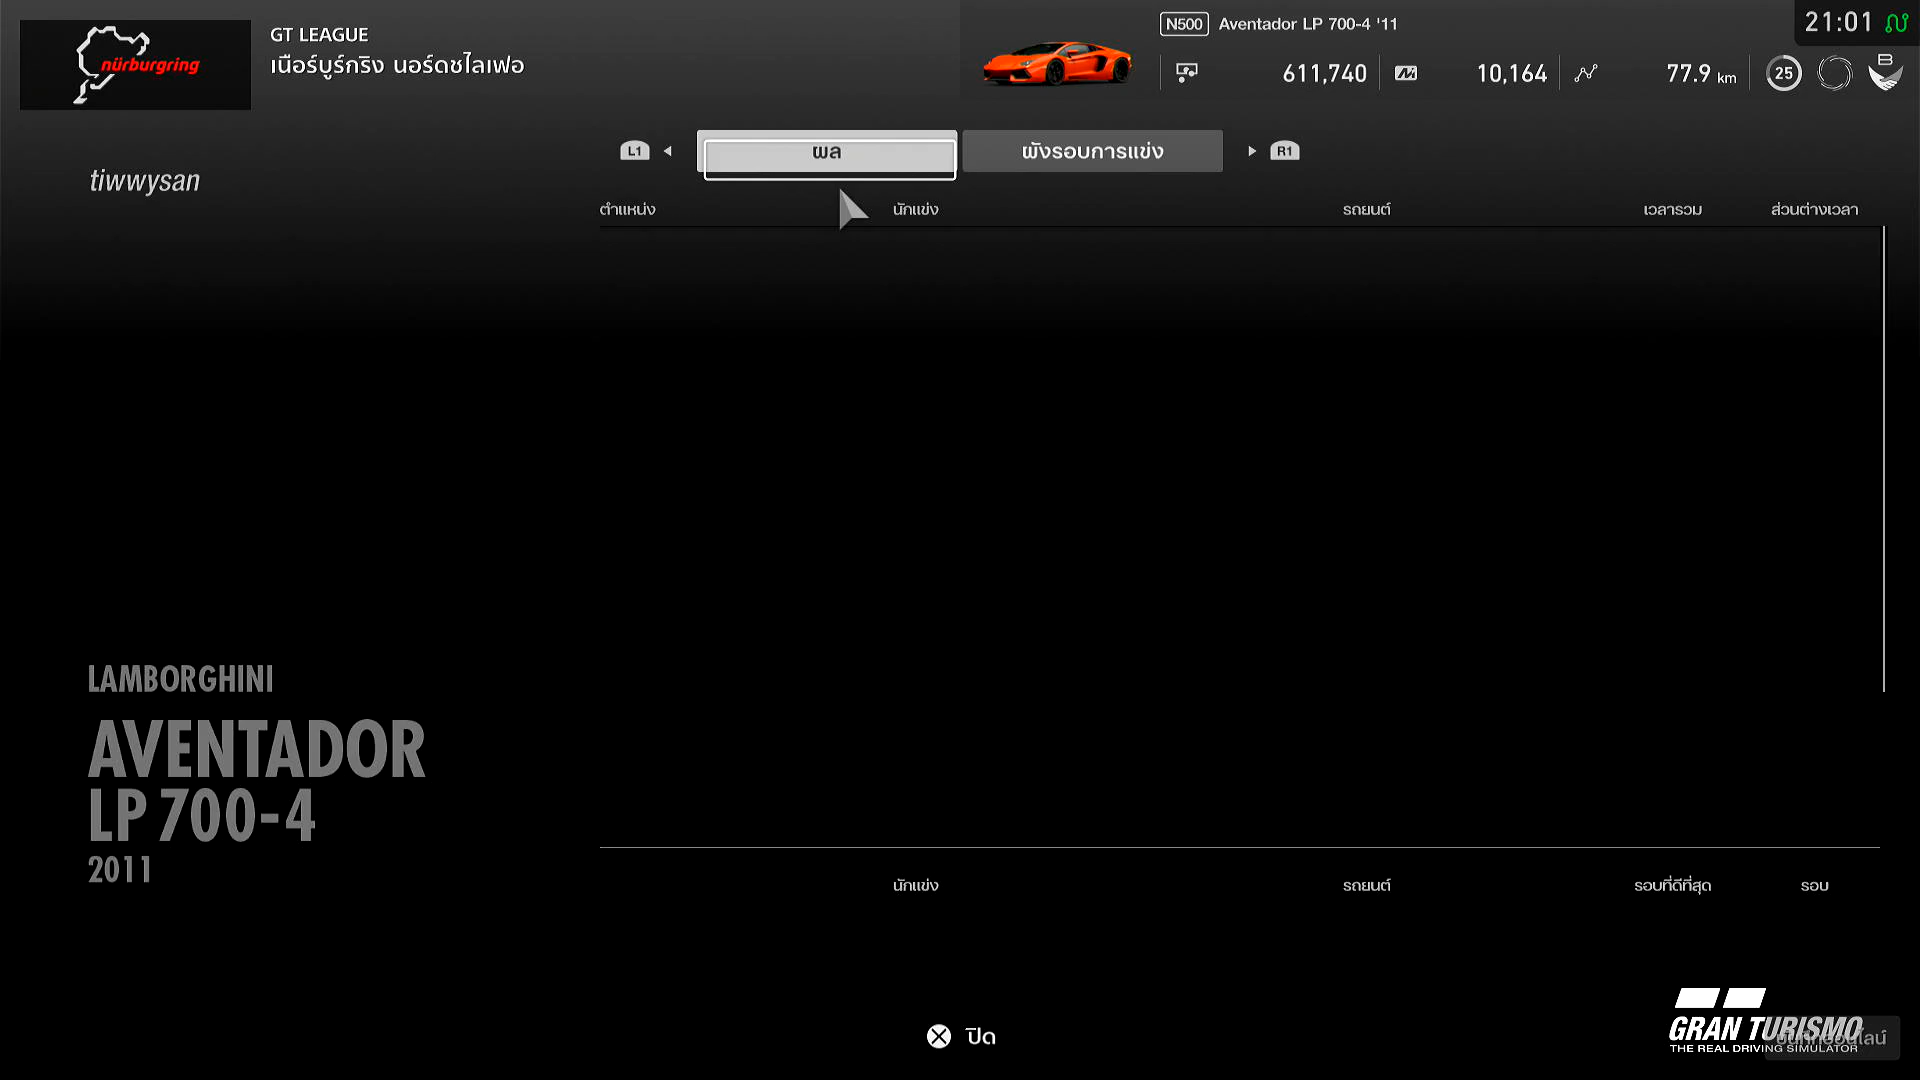 nürburgring
GT LEAGUE
เนือร์บูร์กริง นอร์ดชไลเฟอ
N500 Aventador LP 700-4 '11
611,740
10,164
77.9 km
25
B
21:01
tiwwysan
L1
ผล
ผังรอบการแข่ง
R1
ตำแหน่ง นักแข่ง รถยนต์ เวลารวม ส่วนต่างเวลา
LAMBORGHINI
AVENTADOR
LP 700-4
2011
นักแข่ง รถยนต์ รอบที่ดีที่สุด รอบ
ปิด
GRAN TURISMO
THE REAL DRIVING SIMULATOR